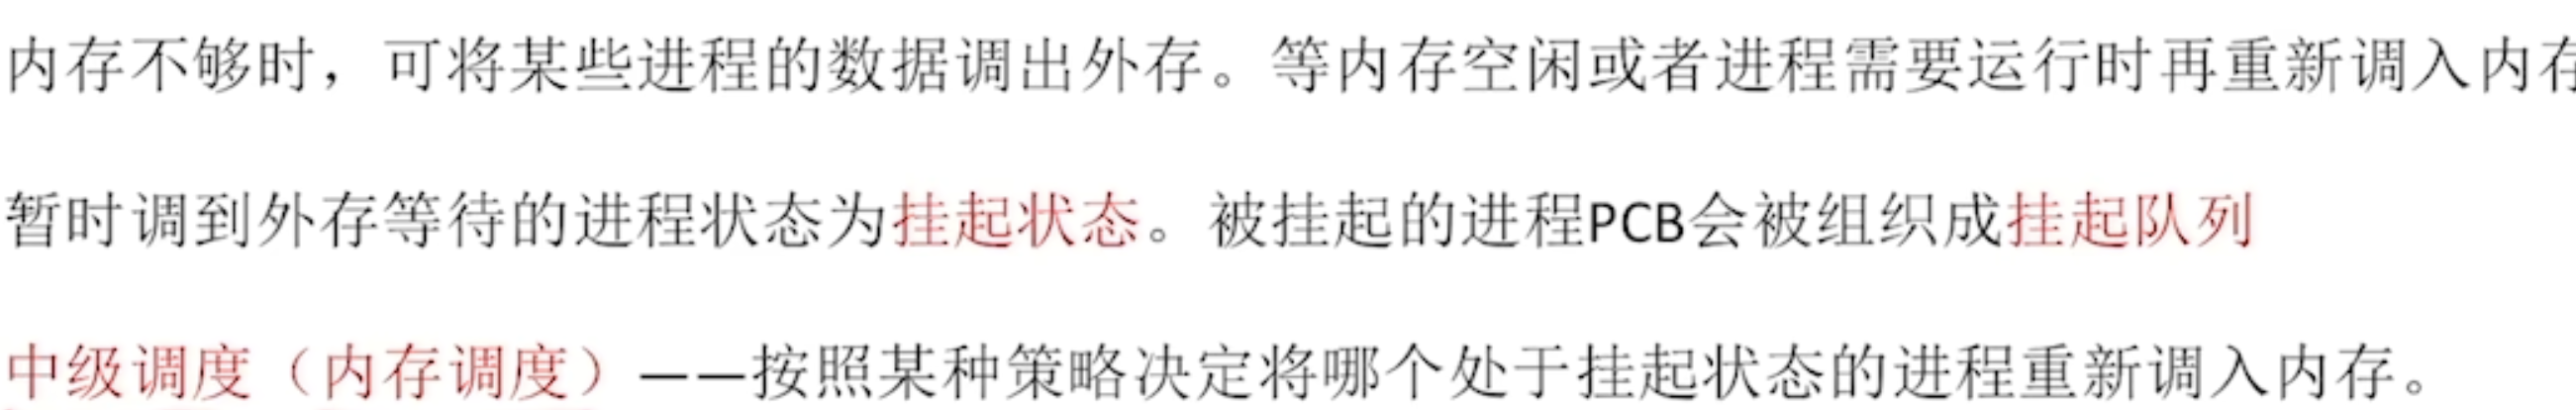 内存不够时，可将某些进程的数据调出外存。等内存空闲或者进程需要运行时再重新调入内存
暂时调到外存等待的进程状态为挂起状态。被挂起的进程PCB会被组织成挂起队列
中级调度（内存调度）——按照某种策略决定将哪个处于挂起状态的进程重新调入内存。